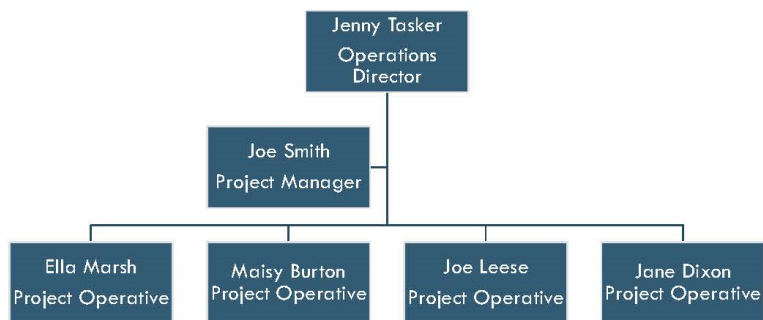 Jenny Tasker
Operations
Director
Joe Smith
Project Manager
Ella Marsh
Project Operative
Maisy Burton
Project Operative
Joe Leese
Project Operative
Jane Dixon
Project Operative